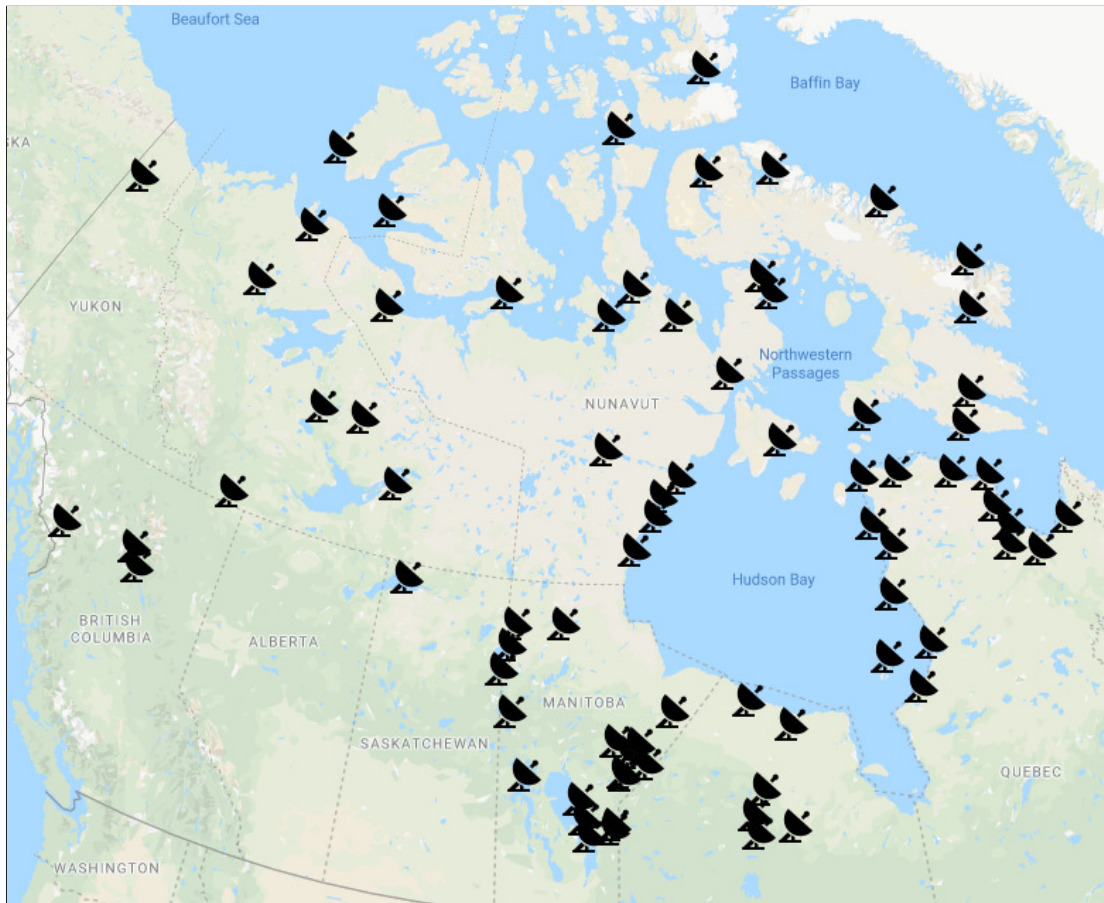 Beaufort Sea
Baffin Bay
SKA
YUKON
Northwestern
Passages
NUNAVUT
Hudson Bay
BRITISH
COLUMBIA
ALBERTA
MANITOBA
SASKATCHEWAN
QUEBEC
WASHINGTON